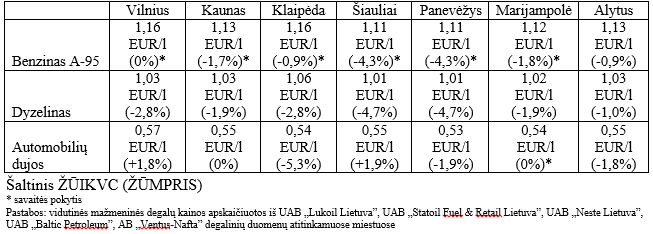 Vilnius Kaunas Klaipėda Šiauliai Panevėžys Marijampolė Alytus
1,16 1,13 1,16 1,11 1,11 1,12 1,03
EUR/l EUR/l EUR/l EUR/l EUR/l EUR/l EUR/l
Benzinas A-95 (0%)* (-1,7%)* (-0,9%)* (-4,3%)* (-4,3%)* (-1,8%)* (-0,9%)
1,03 1,03 1,06 1,01 1,01 1,02 1,03
EUR/l EUR/l EUR/l EUR/l EUR/l EUR/l EUR/l
Dyzelinas (-2,8%) (-1,9%) (-2,8%) (-4,7%) (-4,7%) (-1,9%) (-1,0%)
0,57 0,55 0,54 0,55 0,53 0,54 0,55
Automobilių EUR/l EUR/l EUR/l EUR/l EUR/l EUR/l EUR/l
dujos (+1,8%) (0%) (-5,3%) (+1,9%) (-1,9%) (0%)* (-1,8%)
Šaltinis ŽŪIKVC (ŽŪMPRIS)
* savaitės pokytis
Pastabos: vidutinės mažmeninės degalų kainos apskaičiuotos iš UAB „Lukoil Lietuva”, UAB „Statoil Fuel & Retail Lietuva”, UAB „Neste Lietuva”,
UAB „Baltic Petroleum”, AB „Ventus-Nafta” degalinių duomenų atitinkamuose miestuose